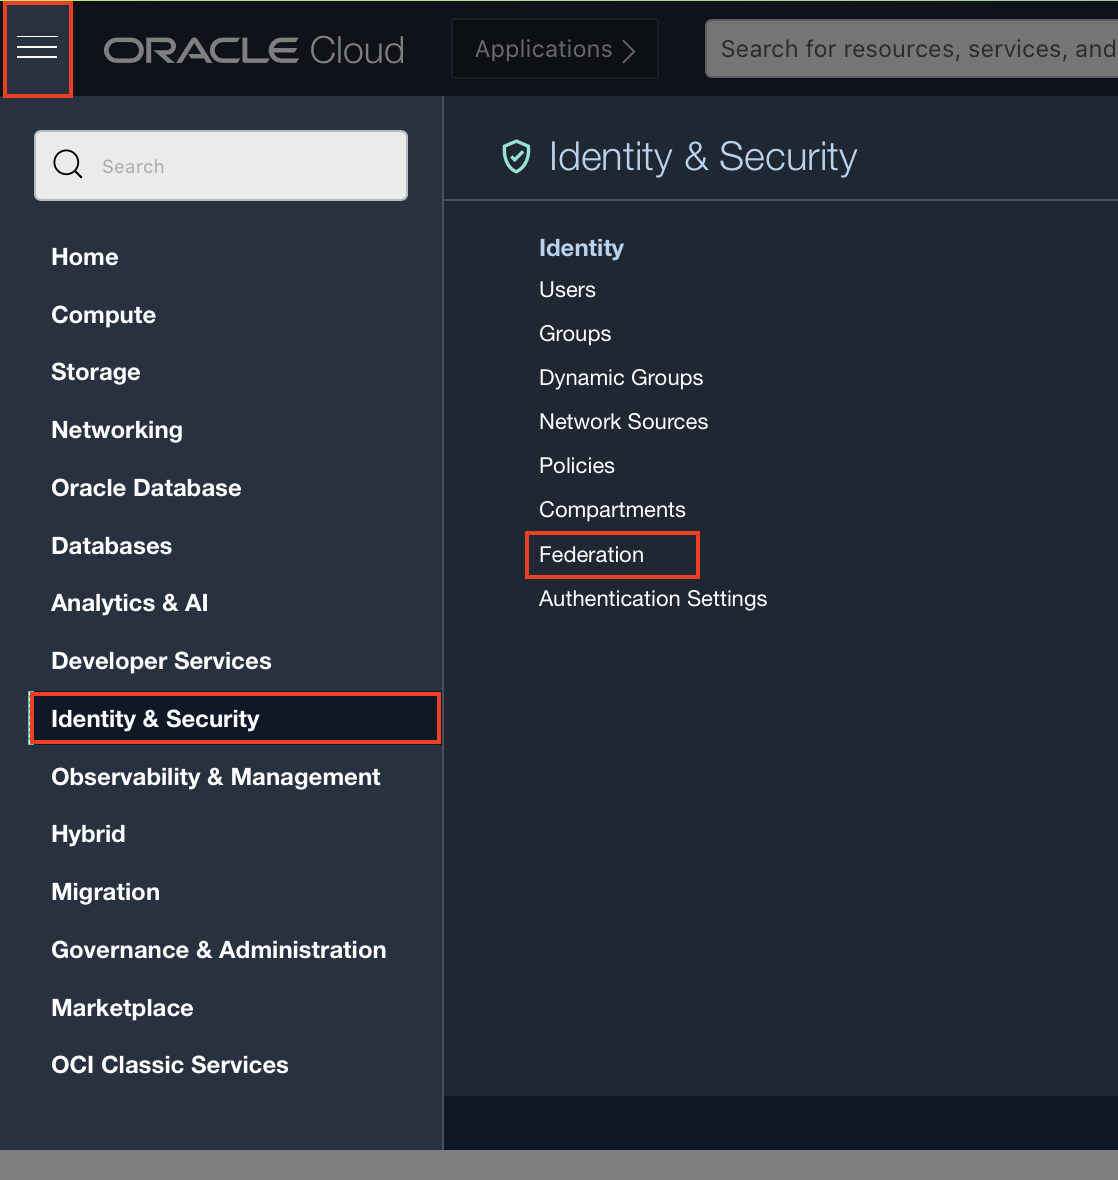 ORACLE Cloud
Applications
Search for resources, services, and
Search
Home
Compute
Storage
Networking
Oracle Database
Databases
Analytics & AI
Developer Services
Identity & Security
Observability & Management
Hybrid
Migration
Governance & Administration
Marketplace
OCI Classic Services
Identity & Security
Identity
Users
Groups
Dynamic Groups
Network Sources
Policies
Compartments
Federation
Authentication Settings